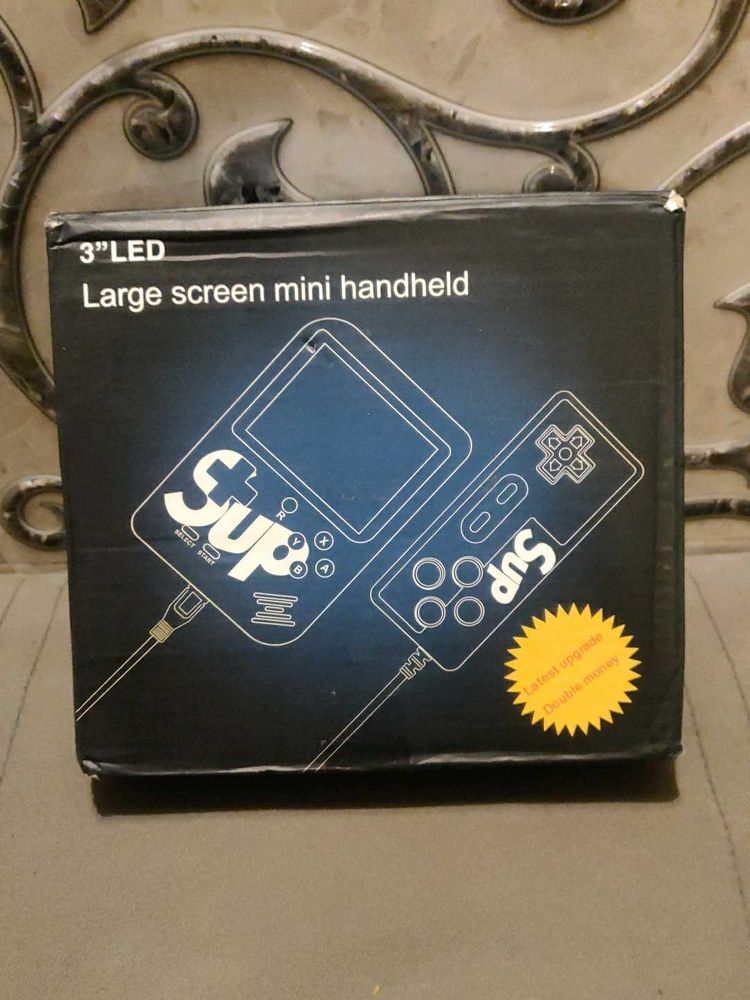 3”LED
Large screen mini handheld
Sup
SELECT
START
R
Y
X
B
A
Sup
Latest upgrade
Double money